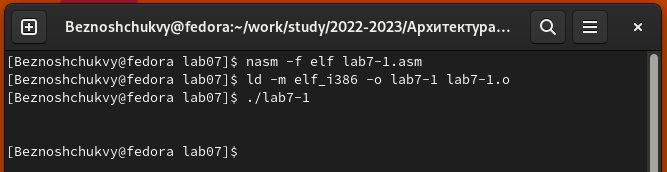 Beznoshchukvy@fedora:~/work/study/2022-2023/Архитектура...
[Beznoshchukvy@fedora lab07]$ nasm -f elf lab7-1.asm
[Beznoshchukvy@fedora lab07]$ ld -m elf_i386 -o lab7-1 lab7-1.o
[Beznoshchukvy@fedora lab07]$ ./lab7-1
[Beznoshchukvy@fedora lab07]$